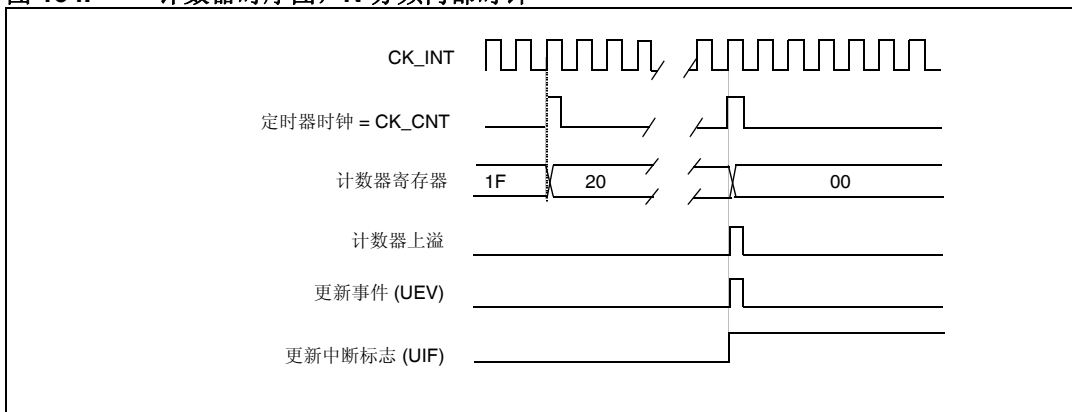 CK_INT
定时器时钟 = CK_CNT
计数器寄存器 1F 20 00
计数器上溢
更新事件 (UEV)
更新中断标志 (UIF)